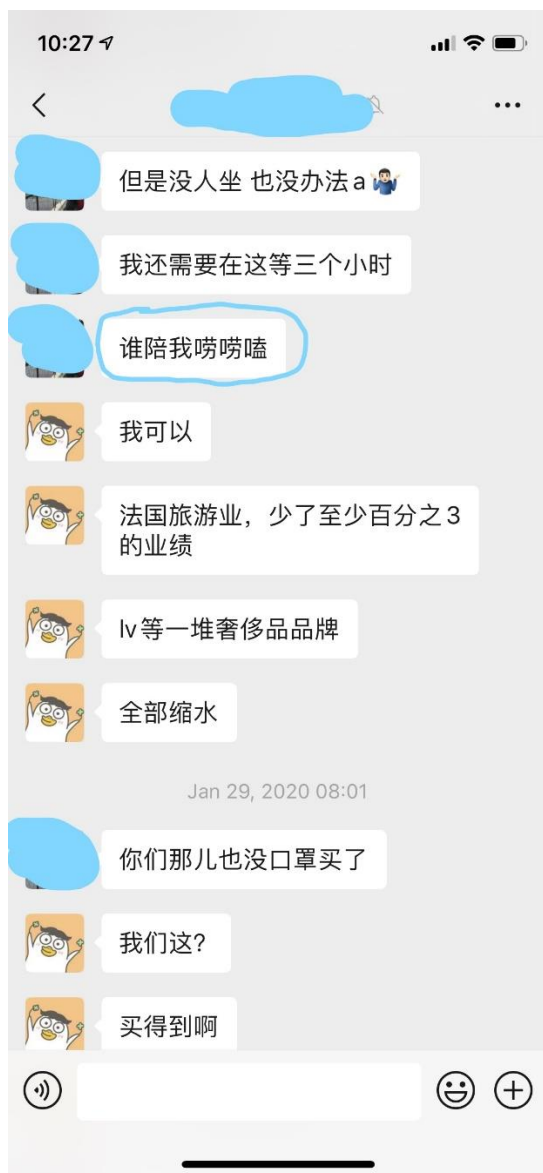 10:27
但是没人坐 也没办法a🤷🏻‍♂️
我还需要在这等三个小时
谁陪我唠唠嗑
我可以
法国旅游业，少了至少百分之3
的业绩
lv等一堆奢侈品品牌
全部缩水
Jan 29, 2020 08:01
你们那儿也没口罩买了
我们这？
买得到啊